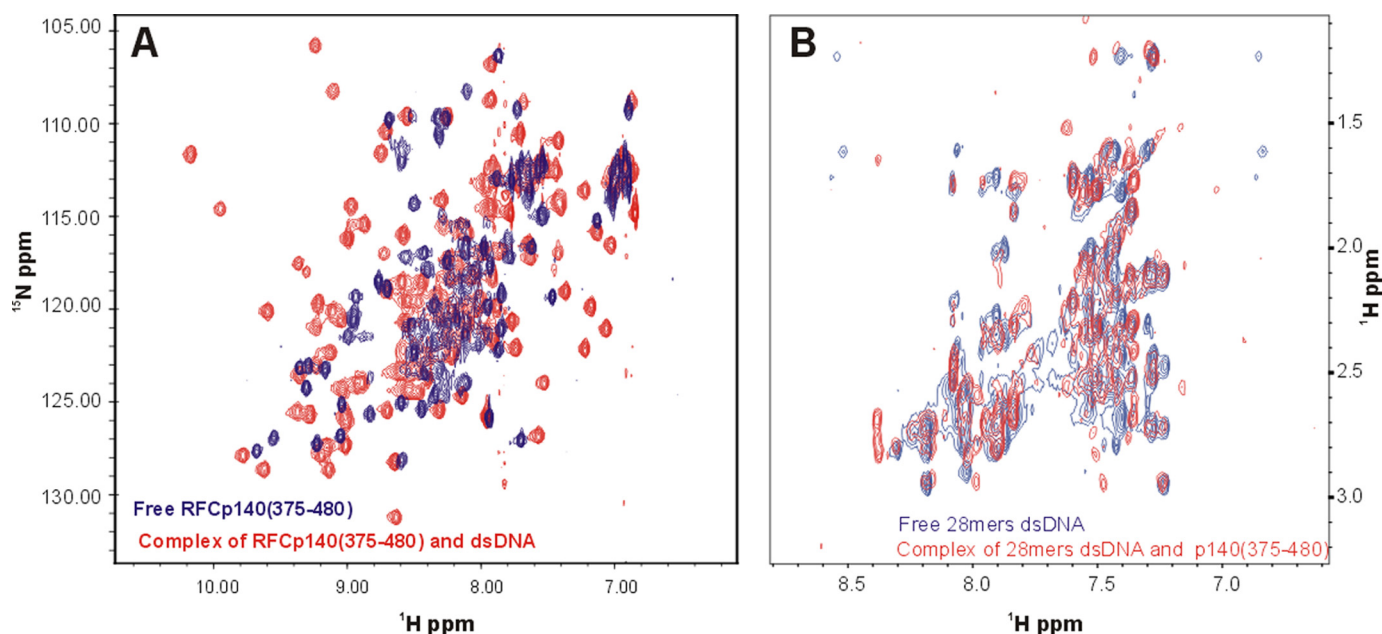 A
105.00
110.00
115.00
120.00
125.00
130.00
¹⁵N ppm
Free RFCp140(375-480)
Complex of RFCp140(375-480) and dsDNA
10.00 9.00 8.00 7.00
¹H ppm
B
1.5
2.0
2.5
3.0
¹H ppm
Free 28mers dsDNA
Complex of 28mers dsDNA and p140(375-480)
8.5 8.0 7.5 7.0
¹H ppm